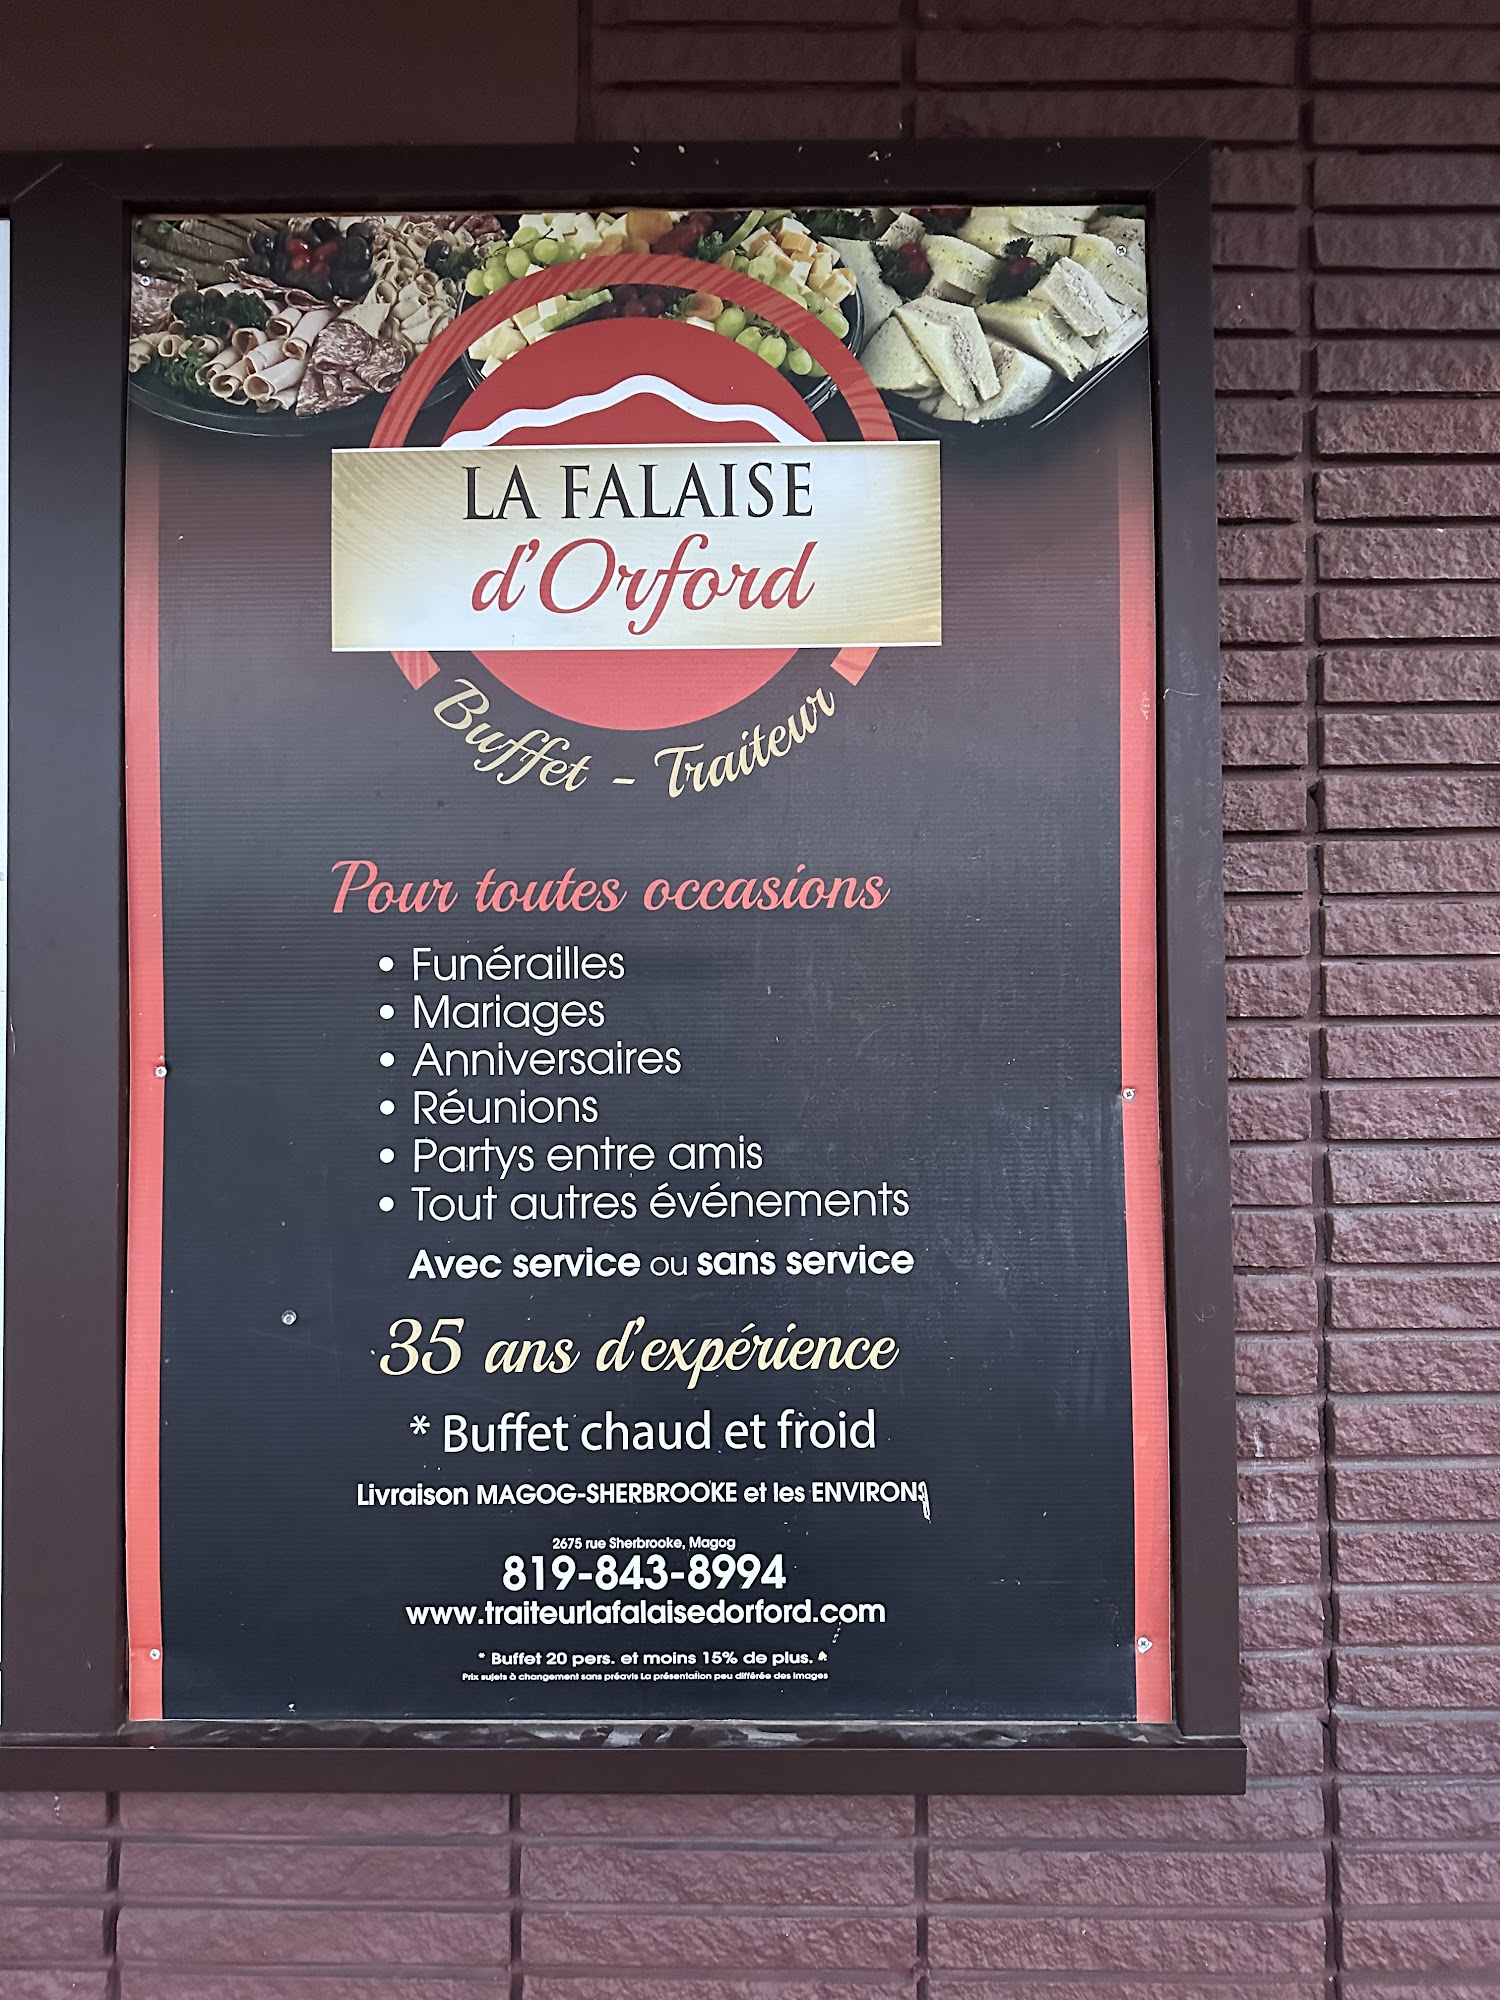 LA FALAISE
d'Orford
Buffet - Traiteur
Pour toutes occasions
• Funérailles
• Mariages
• Anniversaires
• Réunions
• Partys entre amis
• Tout autres événements
Avec service ou sans service
35 ans d'expérience
* Buffet chaud et froid
Livraison MAGOG-SHERBROOKE et les ENVIRONS
2675 rue Sherbrooke, Magog
819-843-8994
www.traiteurlafalaisedorford.com
* Buffet 20 pers. et moins 15% de plus. *
Prix sujets à changement sans préavis La présentation peu différée des images